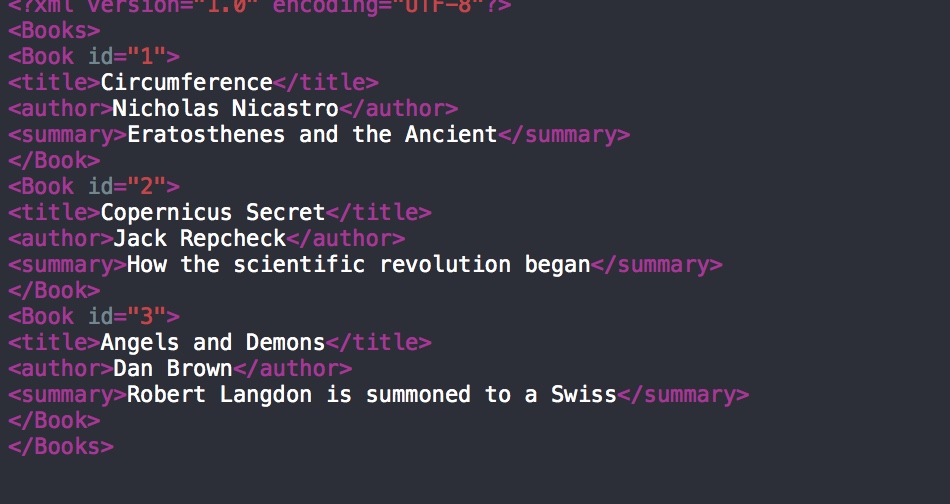 <?xml version="1.0" encoding="UTF-8"?>
<Books>
<Book id="1">
<title>Circumference</title>
<author>Nicholas Nicastro</author>
<summary>Eratosthenes and the Ancient</summary>
</Book>
<Book id="2">
<title>Copernicus Secret</title>
<author>Jack Repcheck</author>
<summary>How the scientific revolution began</summary>
</Book>
<Book id="3">
<title>Angels and Demons</title>
<author>Dan Brown</author>
<summary>Robert Langdon is summoned to a Swiss</summary>
</Book>
</Books>